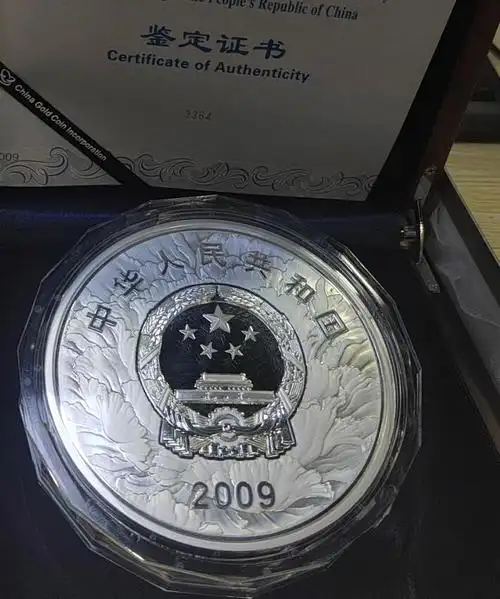 People's Republic of China
鉴定证书
Certificate of Authenticity
3364
China Gold Coin Incorporation
2009
中华人民共和国
2009